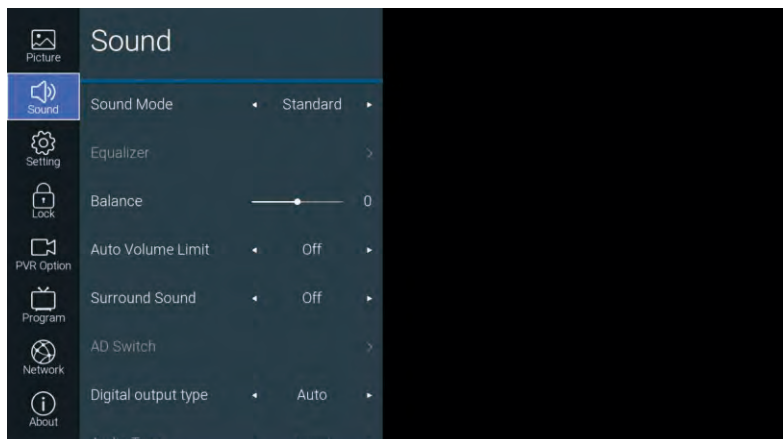 Picture
Sound
Setting
Lock
PVR Option
Program
Network
About
Sound
Sound Mode Standard
Equalizer
Balance 0
Auto Volume Limit Off
Surround Sound Off
AD Switch
Digital output type Auto